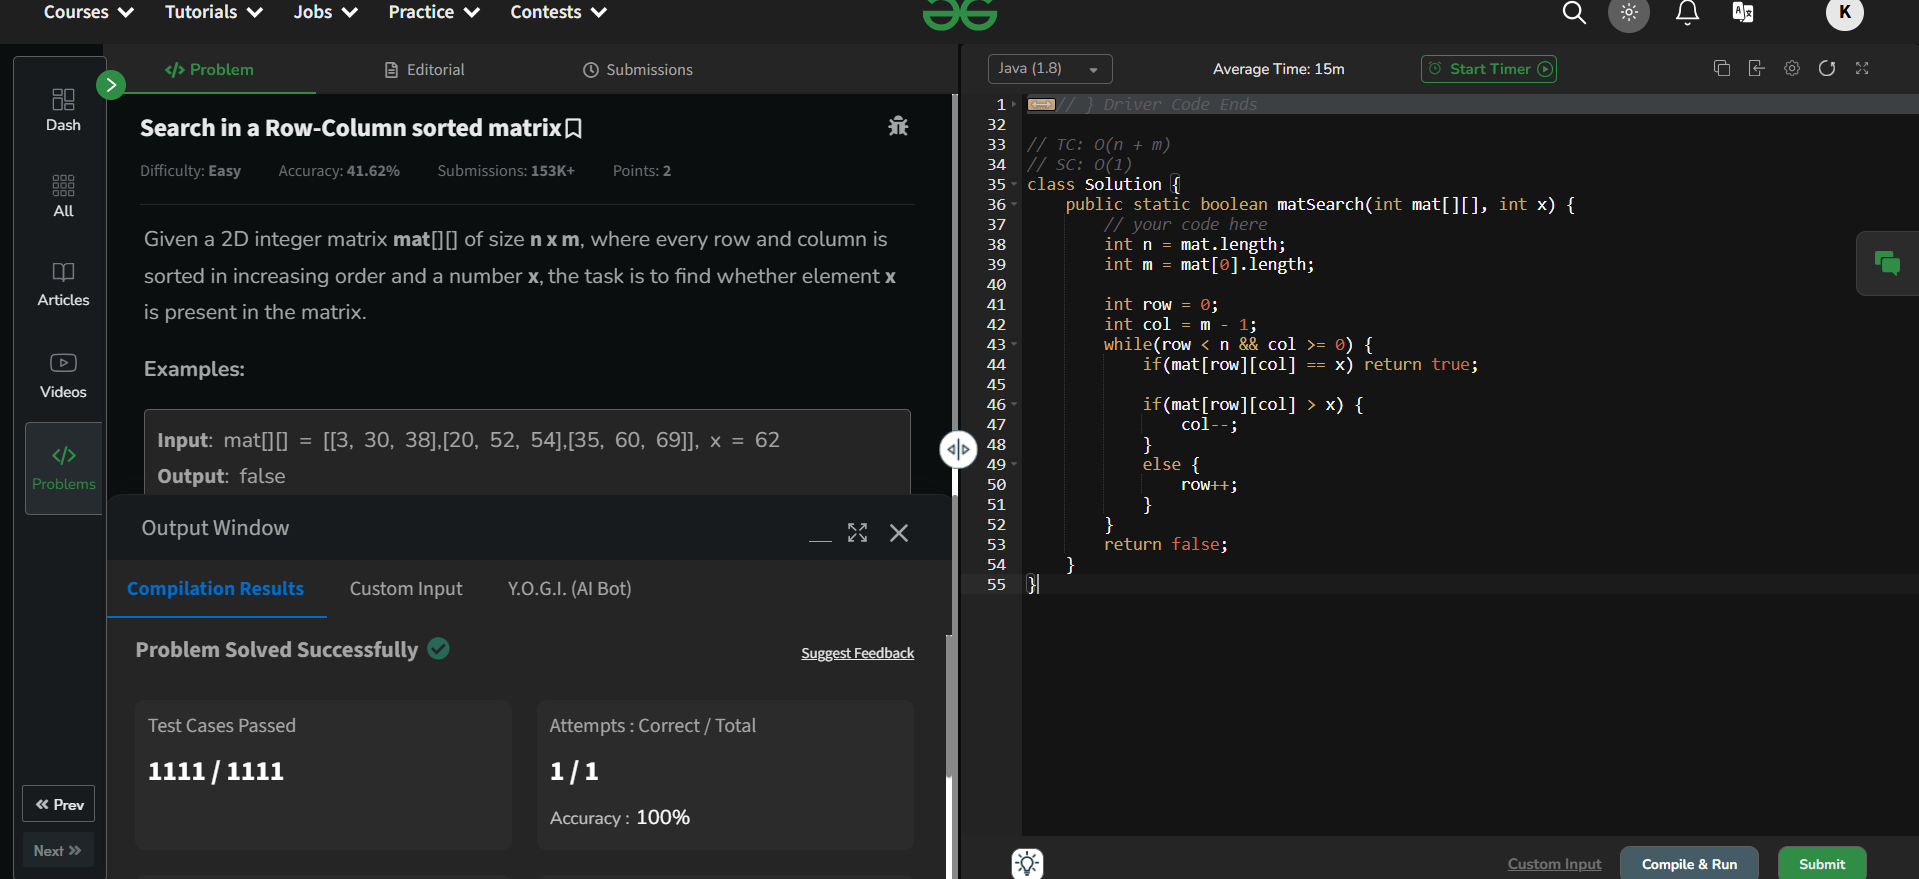 Courses Tutorials Jobs Practice Contests
K
Dash
All
Articles
Videos
</> Problems
Prev
Next
</> Problem Editorial Submissions
Search in a Row-Column sorted matrix
Difficulty: Easy Accuracy: 41.62% Submissions: 153K+ Points: 2
Given a 2D integer matrix mat[][] of size n x m, where every row and column is
sorted in increasing order and a number x, the task is to find whether element x
is present in the matrix.
Examples:
Input: mat[][] = [[3, 30, 38],[20, 52, 54],[35, 60, 69]], x = 62
Output: false
Output Window
Compilation Results Custom Input Y.O.G.I. (AI Bot)
Problem Solved Successfully
Suggest Feedback
Test Cases Passed
1111 / 1111
Attempts : Correct / Total
1 / 1
Accuracy : 100%
Java (1.8) Average Time: 15m Start Timer
1 // } Driver Code Ends
32
33 // TC: O(n + m)
34 // SC: O(1)
35 class Solution {
36 public static boolean matSearch(int mat[][], int x) {
37 // your code here
38 int n = mat.length;
39 int m = mat[0].length;
40
41 int row = 0;
42 int col = m - 1;
43 while(row < n && col >= 0) {
44 if(mat[row][col] == x) return true;
45
46 if(mat[row][col] > x) {
47 col--;
48 }
49 else {
50 row++;
51 }
52 }
53 return false;
54 }
55 }
Custom Input Compile & Run Submit